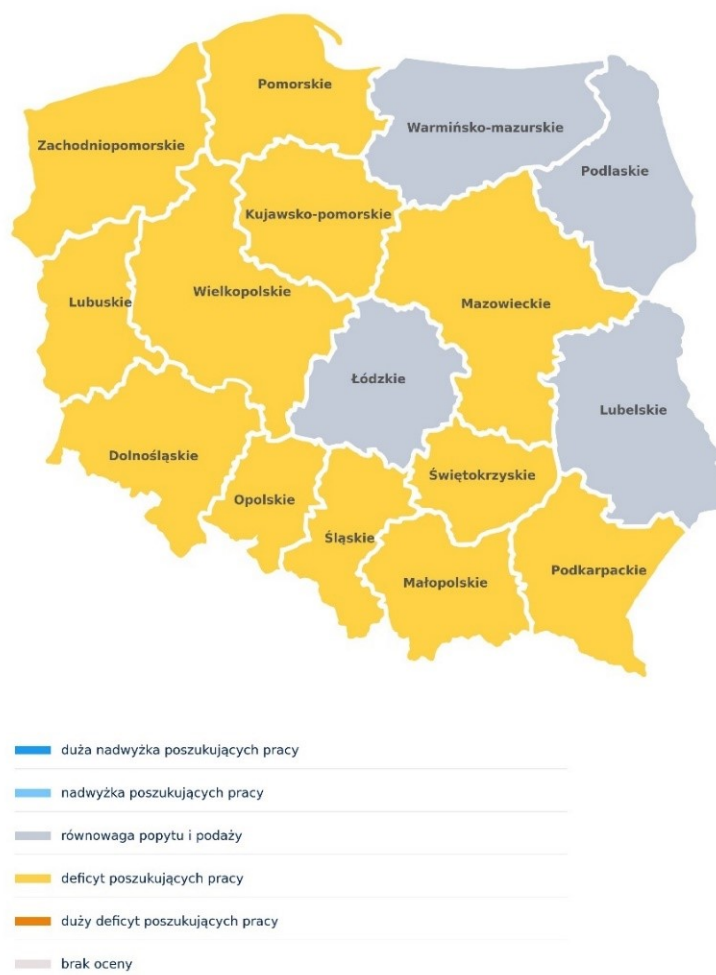 Pomorskie
Warmińsko-mazurskie
Zachodniopomorskie
Podlaskie
Kujawsko-pomorskie
Wielkopolskie
Lubuskie
Mazowieckie
Łódzkie
Lubelskie
Dolnośląskie
Świętokrzyskie
Opolskie
Śląskie
Podkarpackie
Małopolskie
duża nadwyżka poszukujących pracy
nadwyżka poszukujących pracy
równowaga popytu i podaży
deficyt poszukujących pracy
duży deficyt poszukujących pracy
brak oceny